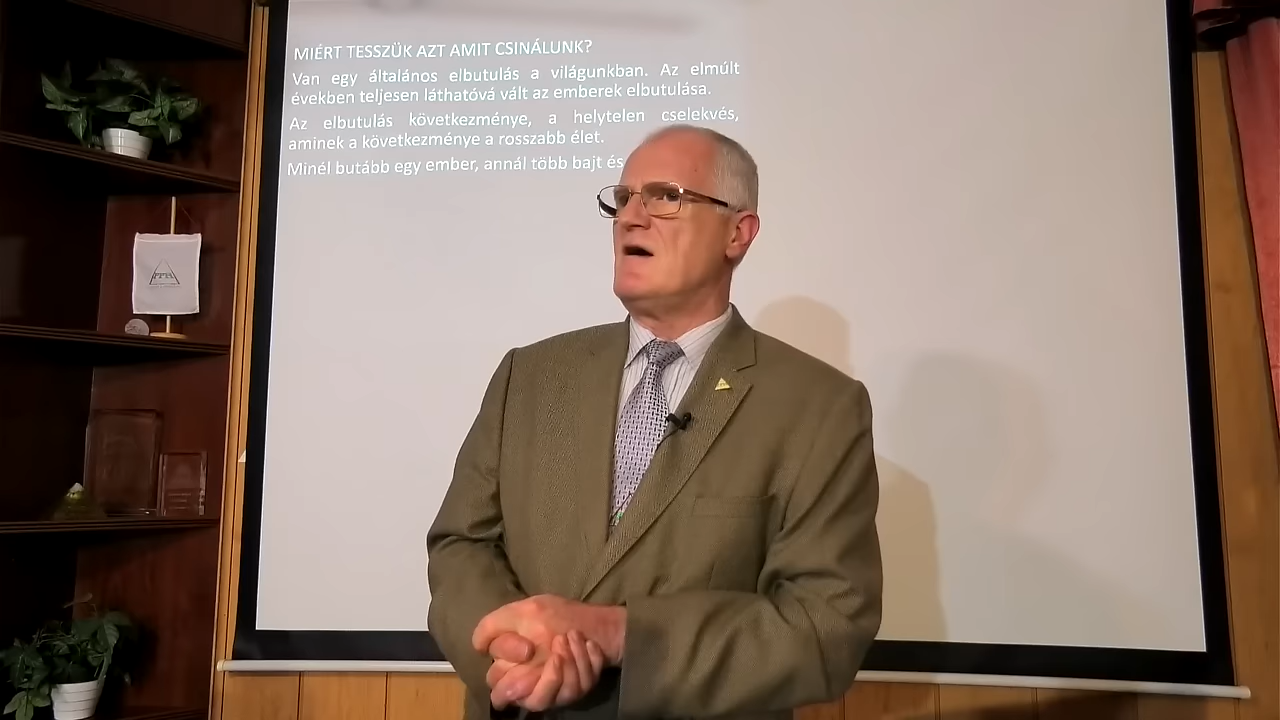 MIÉRT TESSZÜK AZT AMIT CSINÁLUNK?
Van egy általános elbutulás a világunkban. Az elmúlt
években teljesen láthatóvá vált az emberek elbutulása.
Az elbutulás következménye, a helytelen cselekvés,
aminek a következménye a rosszabb élet.
Minél butább egy ember, annál több bajt és